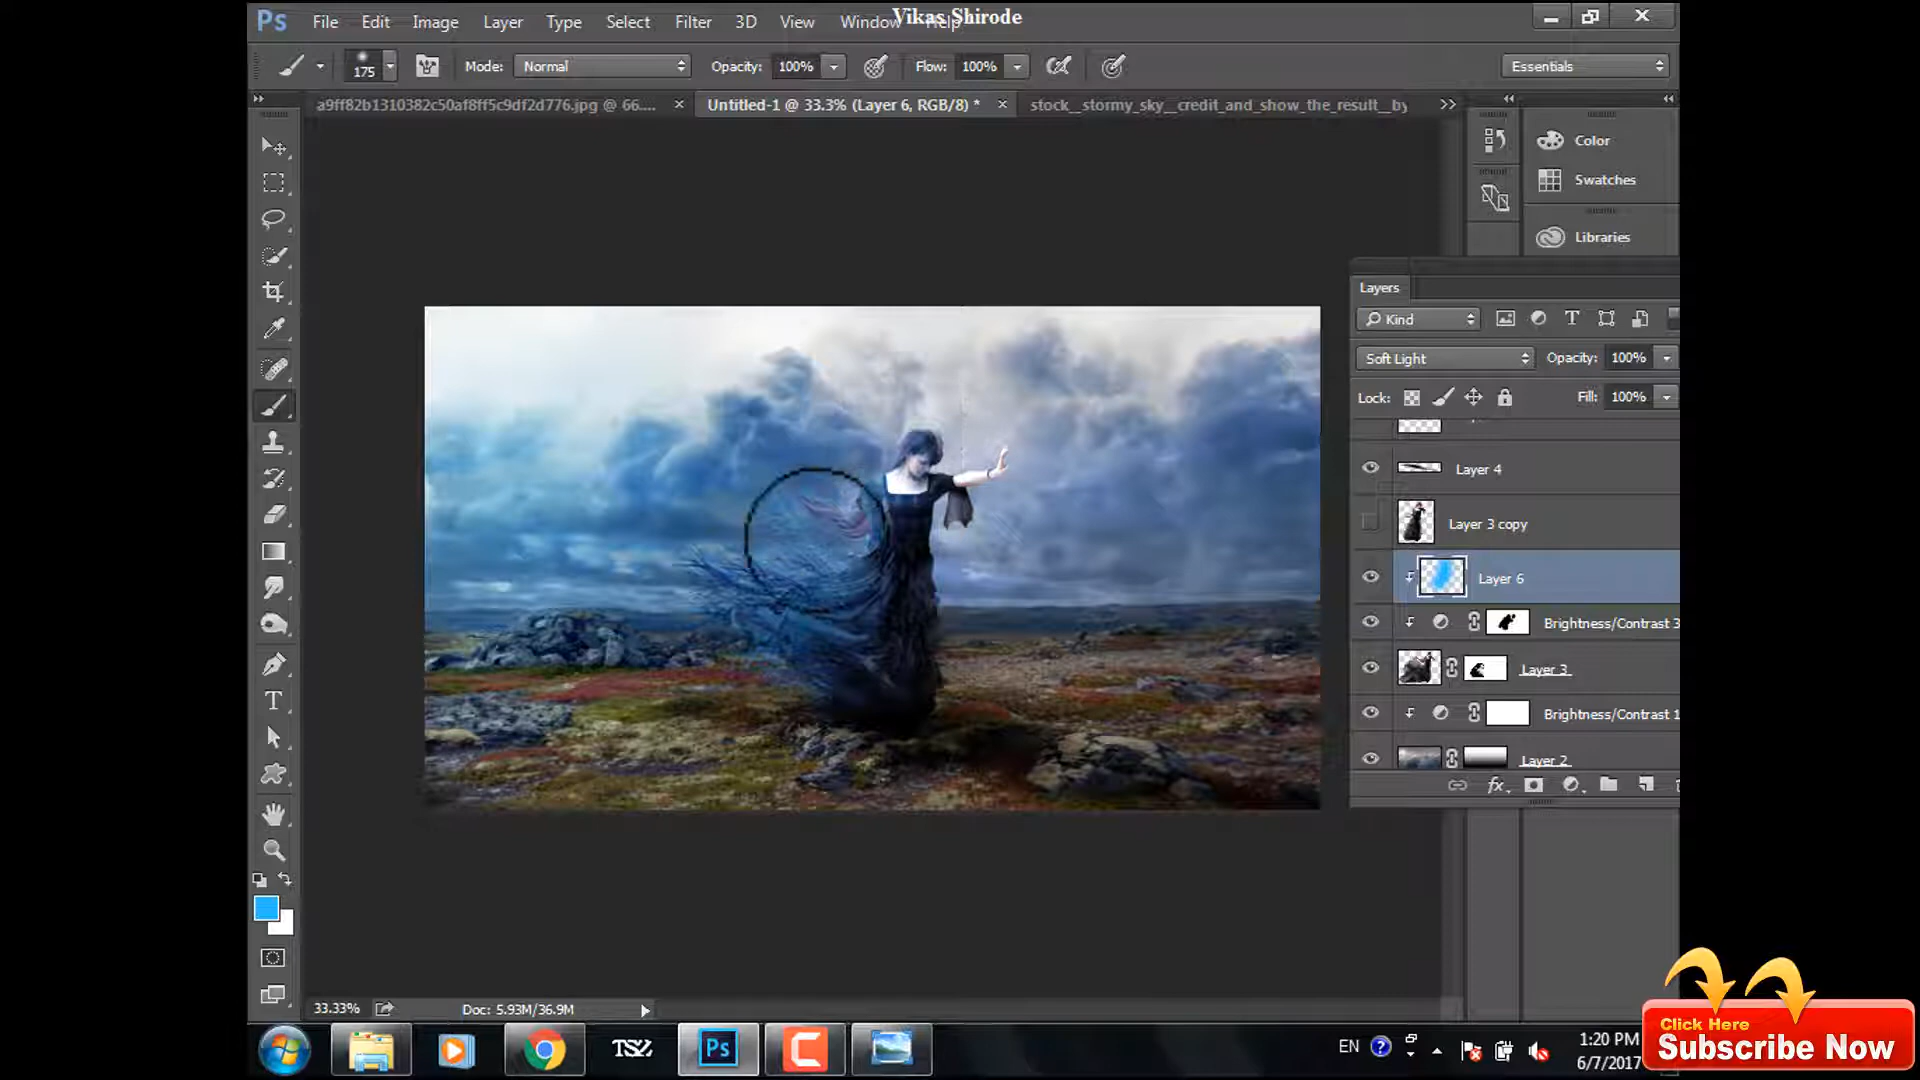 Ps File Edit Image Layer Type Select Filter 3D View Window Help
Vikas Shirode
175 Mode: Normal Opacity: 100% Flow: 100% Essentials
a9ff82b1310382c50af8ff5c9df2d776.jpg @ 66.... × Untitled-1 @ 33.3% (Layer 6, RGB/8) * × stock__stormy_sky__credit_and_show_the_result__by
Color
Swatches
Libraries
Layers
Kind
Soft Light Opacity: 100%
Lock: Fill: 100%
Layer 4
Layer 3 copy
Layer 6
Brightness/Contrast 3
Layer 3
Brightness/Contrast 1
Layer 2
fx
33.33% Doc: 5.93M/36.9M
TSZ Ps EN 1:20 PM
6/7/2017
Click Here
Subscribe Now